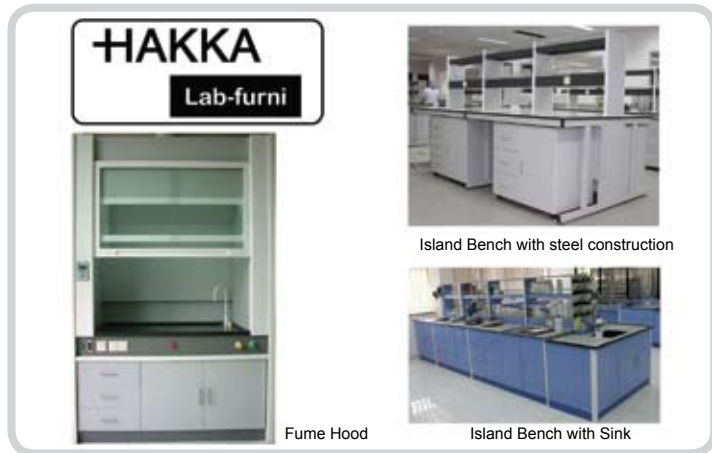 HAKKA
Lab-furni
Island Bench with steel construction
Fume Hood
Island Bench with Sink